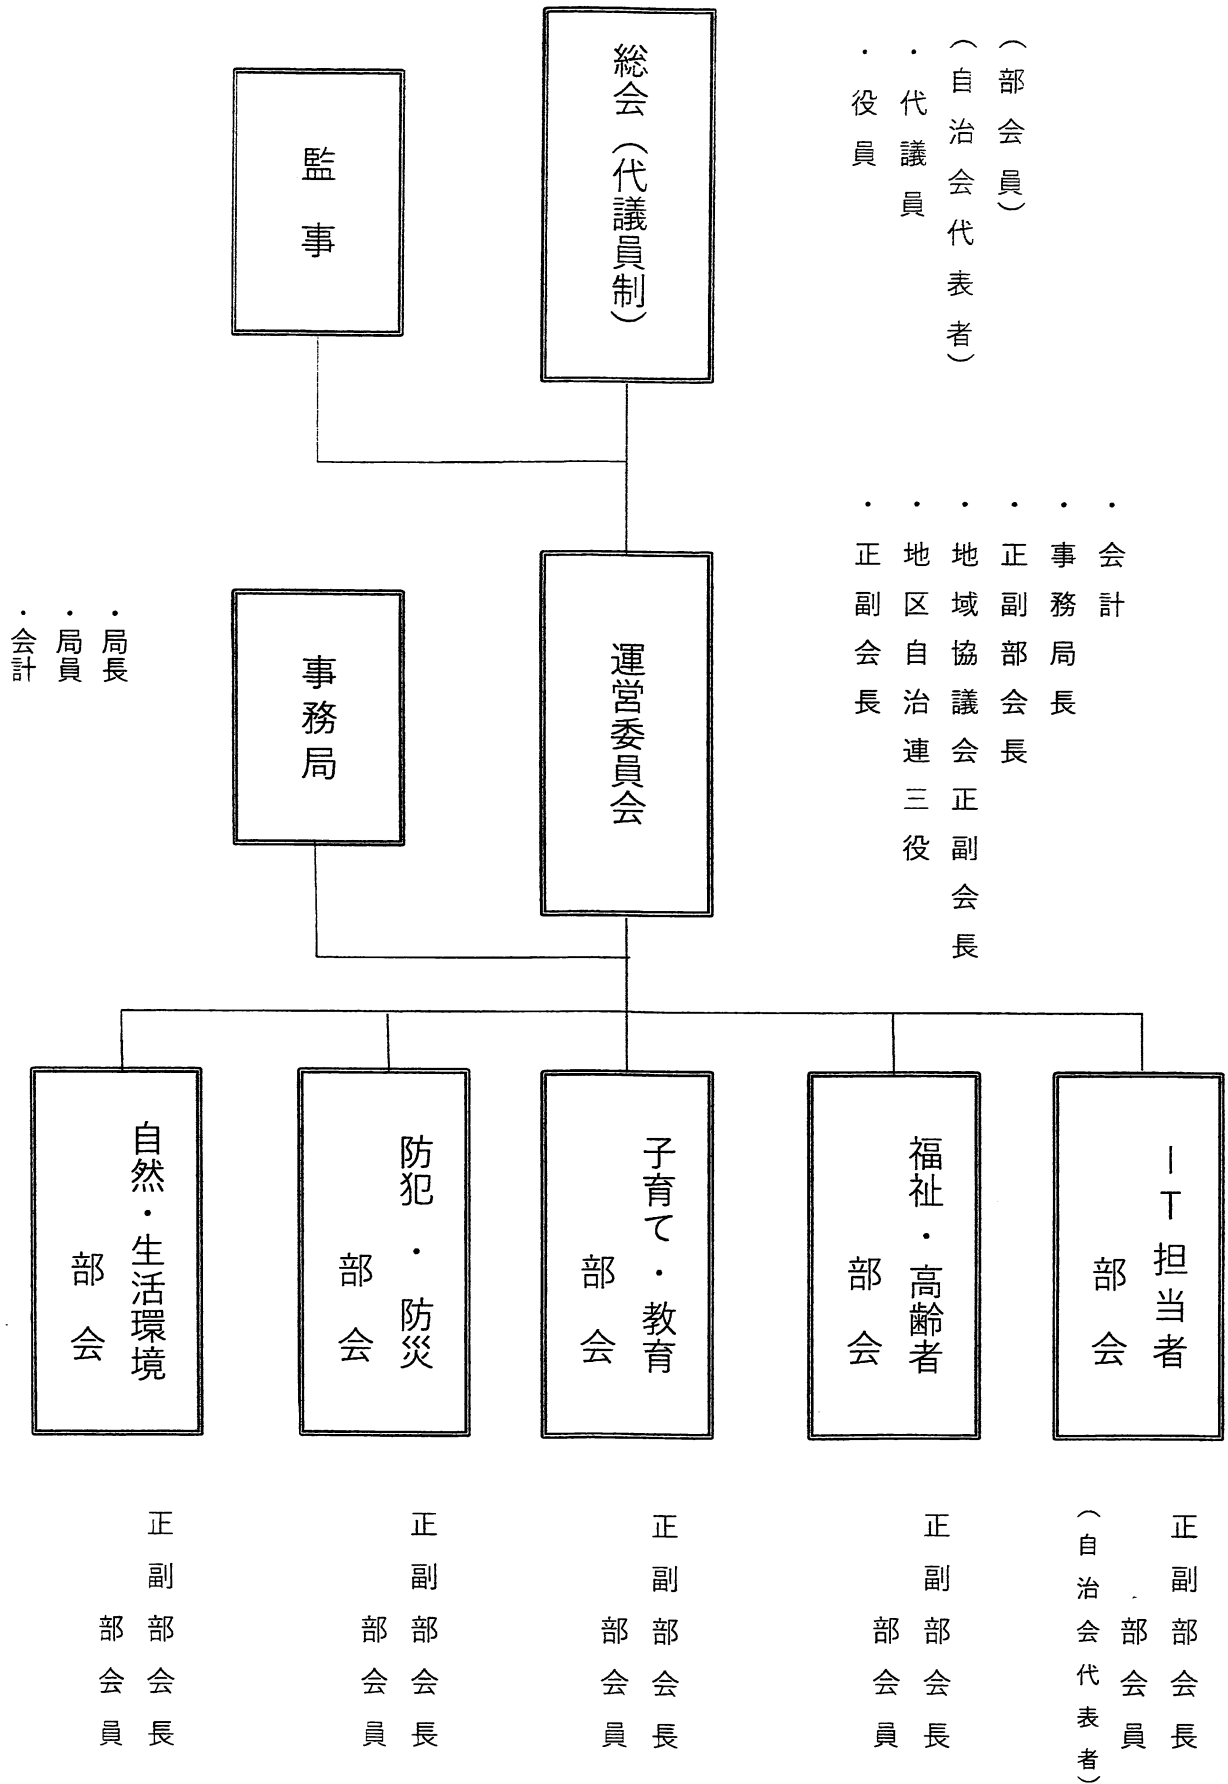 総会（代議員制）
・役員
・代議員
（自治会代表者）
（部会員）
監事
運営委員会
・正副会長
・地区自治連三役
・地域協議会正副会長
・正副部会長
・事務局長
・会計
事務局
・局長
・局員
・会計
ＩＴ担当者
部会
正副部会長
部会員
（自治会代表者）
福祉・高齢者
部会
正副部会長
部会員
子育て・教育
部会
正副部会長
部会員
防犯・防災
部会
正副部会長
部会員
自然・生活環境
部会
正副部会長
部会員